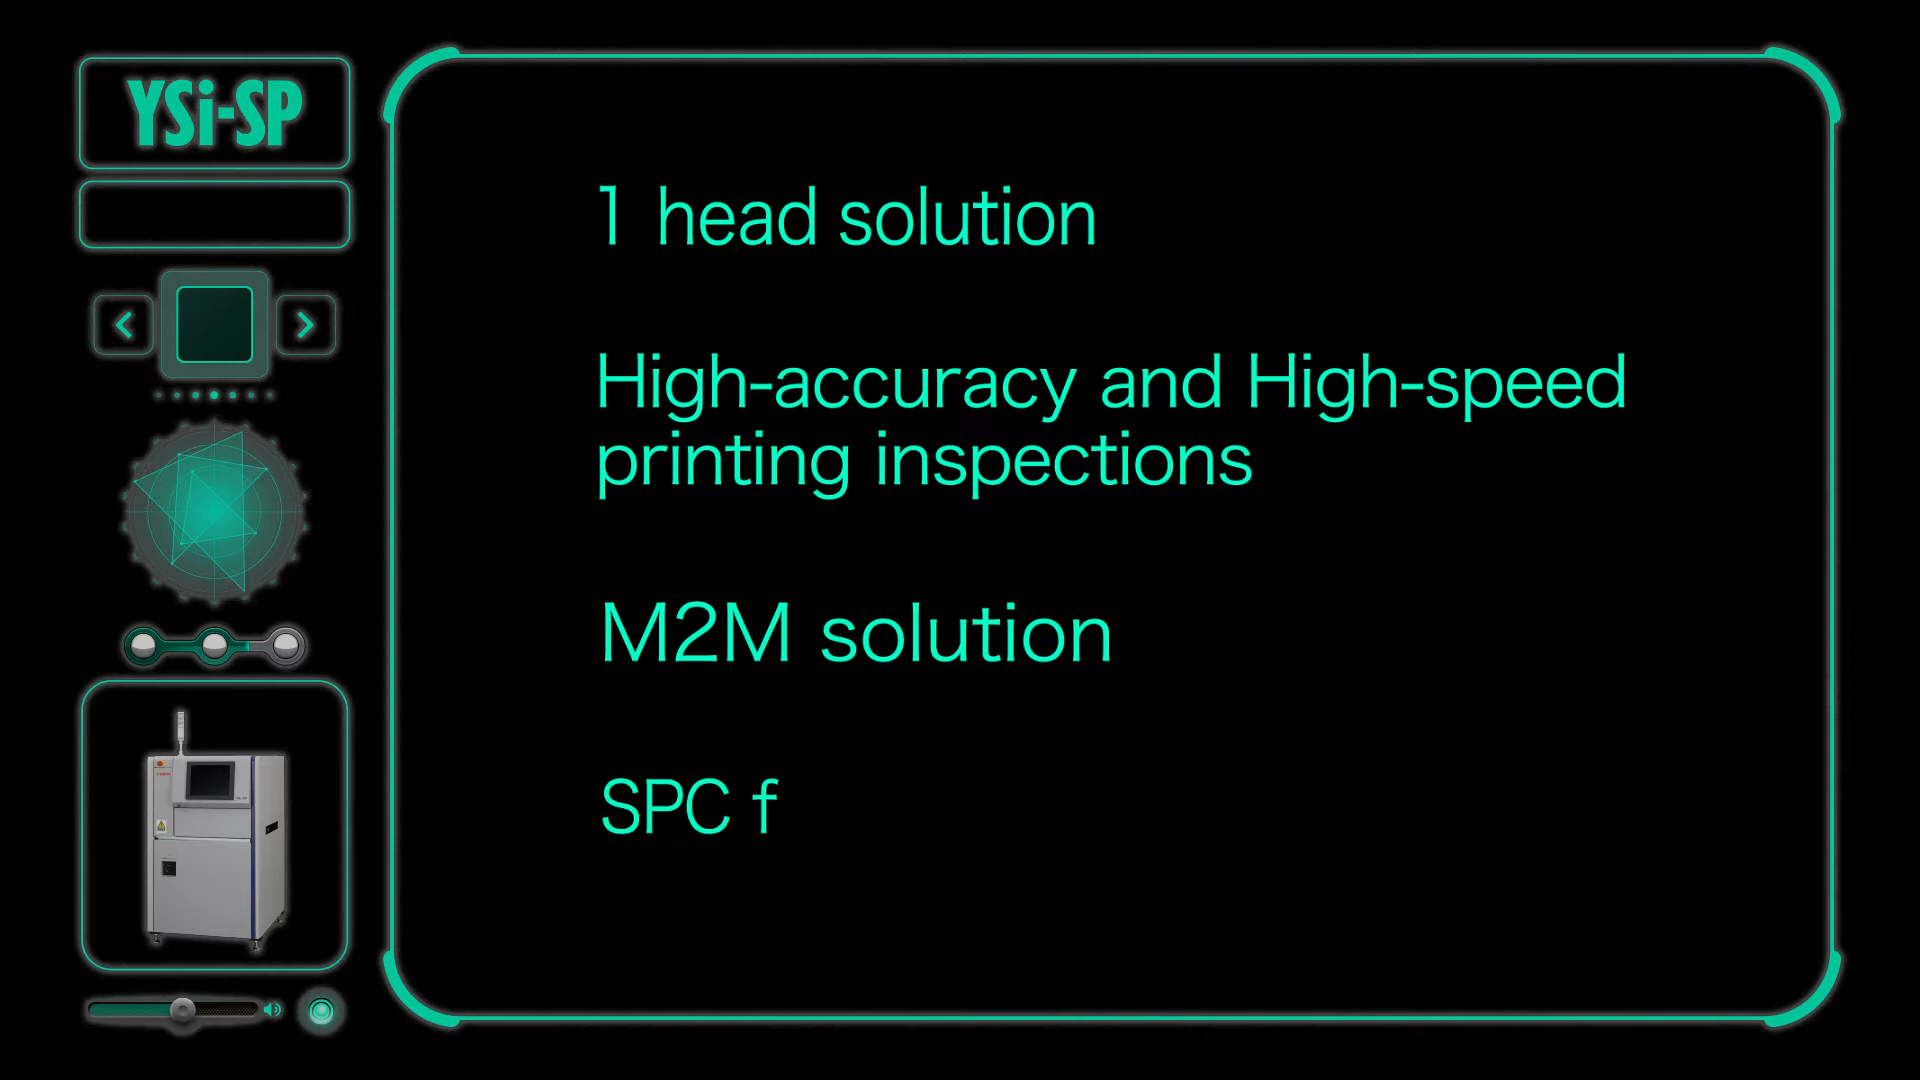 YSi-SP
1 head solution
High-accuracy and High-speed
printing inspections
M2M solution
SPC f